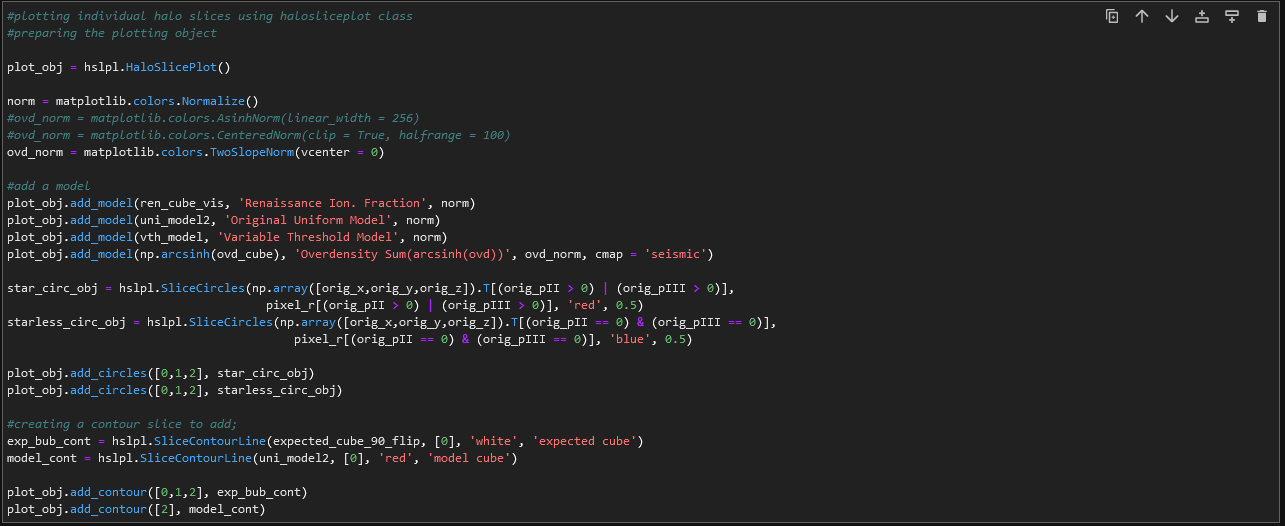 #plotting individual halo slices using halosliceplot class
#preparing the plotting object
plot_obj = hslpl.HaloSlicePlot()
norm = matplotlib.colors.Normalize()
#ovd_norm = matplotlib.colors.AsinhNorm(linear_width = 256)
#ovd_norm = matplotlib.colors.CenteredNorm(clip = True, halfrange = 100)
ovd_norm = matplotlib.colors.TwoSlopeNorm(vcenter = 0)
#add a model
plot_obj.add_model(ren_cube_vis, 'Renaissance Ion. Fraction', norm)
plot_obj.add_model(uni_model2, 'Original Uniform Model', norm)
plot_obj.add_model(vth_model, 'Variable Threshold Model', norm)
plot_obj.add_model(np.arcsinh(ovd_cube), 'Overdensity Sum(arcsinh(ovd))', ovd_norm, cmap = 'seismic')
star_circ_obj = hslpl.SliceCircles(np.array([orig_x,orig_y,orig_z]).T[(orig_pII > 0) | (orig_pIII > 0)],
pixel_r[(orig_pII > 0) | (orig_pIII > 0)], 'red', 0.5)
starless_circ_obj = hslpl.SliceCircles(np.array([orig_x,orig_y,orig_z]).T[(orig_pII == 0) & (orig_pIII == 0)],
pixel_r[(orig_pII == 0) & (orig_pIII == 0)], 'blue', 0.5)
plot_obj.add_circles([0,1,2], star_circ_obj)
plot_obj.add_circles([0,1,2], starless_circ_obj)
#creating a contour slice to add;
exp_bub_cont = hslpl.SliceContourLine(expected_cube_90_flip, [0], 'white', 'expected cube')
model_cont = hslpl.SliceContourLine(uni_model2, [0], 'red', 'model cube')
plot_obj.add_contour([0,1,2], exp_bub_cont)
plot_obj.add_contour([2], model_cont)